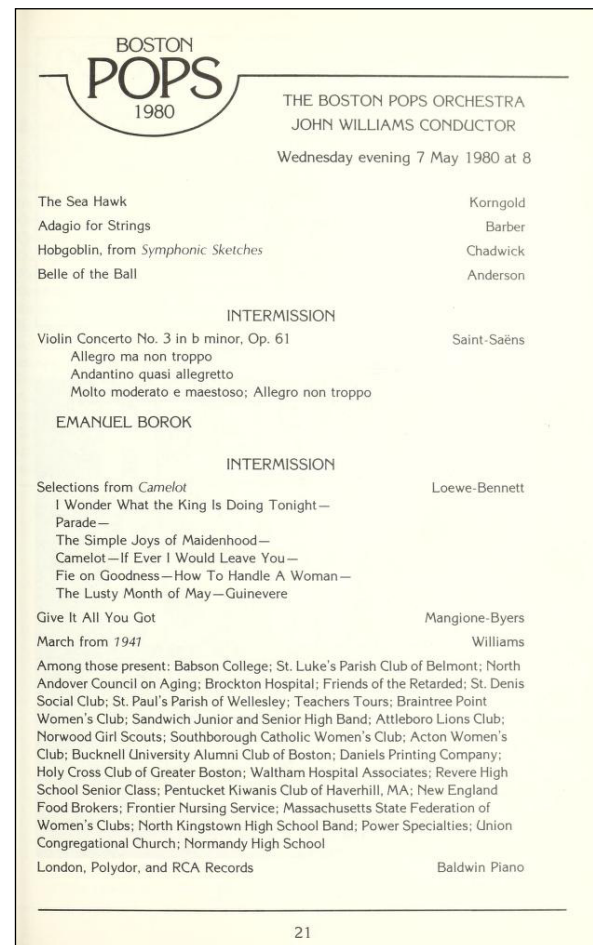 BOSTON
POPS
1980
THE BOSTON POPS ORCHESTRA
JOHN WILLIAMS CONDUCTOR
Wednesday evening 7 May 1980 at 8
The Sea Hawk Korngold
Adagio for Strings Barber
Hobgoblin, from Symphonic Sketches Chadwick
Belle of the Ball Anderson
INTERMISSION
Violin Concerto No. 3 in b minor, Op. 61 Saint-Saëns
Allegro ma non troppo
Andantino quasi allegretto
Molto moderato e maestoso; Allegro non troppo
EMANUEL BOROK
INTERMISSION
Selections from Camelot Loewe-Bennett
I Wonder What the King Is Doing Tonight—
Parade—
The Simple Joys of Maidenhood—
Camelot—If Ever I Would Leave You—
Fie on Goodness—How To Handle A Woman—
The Lusty Month of May—Guinevere
Give It All You Got Mangione-Byers
March from 1941 Williams
Among those present: Babson College; St. Luke's Parish Club of Belmont; North
Andover Council on Aging; Brockton Hospital; Friends of the Retarded; St. Denis
Social Club; St. Paul's Parish of Wellesley; Teachers Tours; Braintree Point
Women's Club; Sandwich Junior and Senior High Band; Attleboro Lions Club;
Norwood Girl Scouts; Southborough Catholic Women's Club; Acton Women's
Club; Bucknell University Alumni Club of Boston; Daniels Printing Company;
Holy Cross Club of Greater Boston; Waltham Hospital Associates; Revere High
School Senior Class; Pentucket Kiwanis Club of Haverhill, MA; New England
Food Brokers; Frontier Nursing Service; Massachusetts State Federation of
Women's Clubs; North Kingstown High School Band; Power Specialties; Union
Congregational Church; Normandy High School
London, Polydor, and RCA Records Baldwin Piano
21